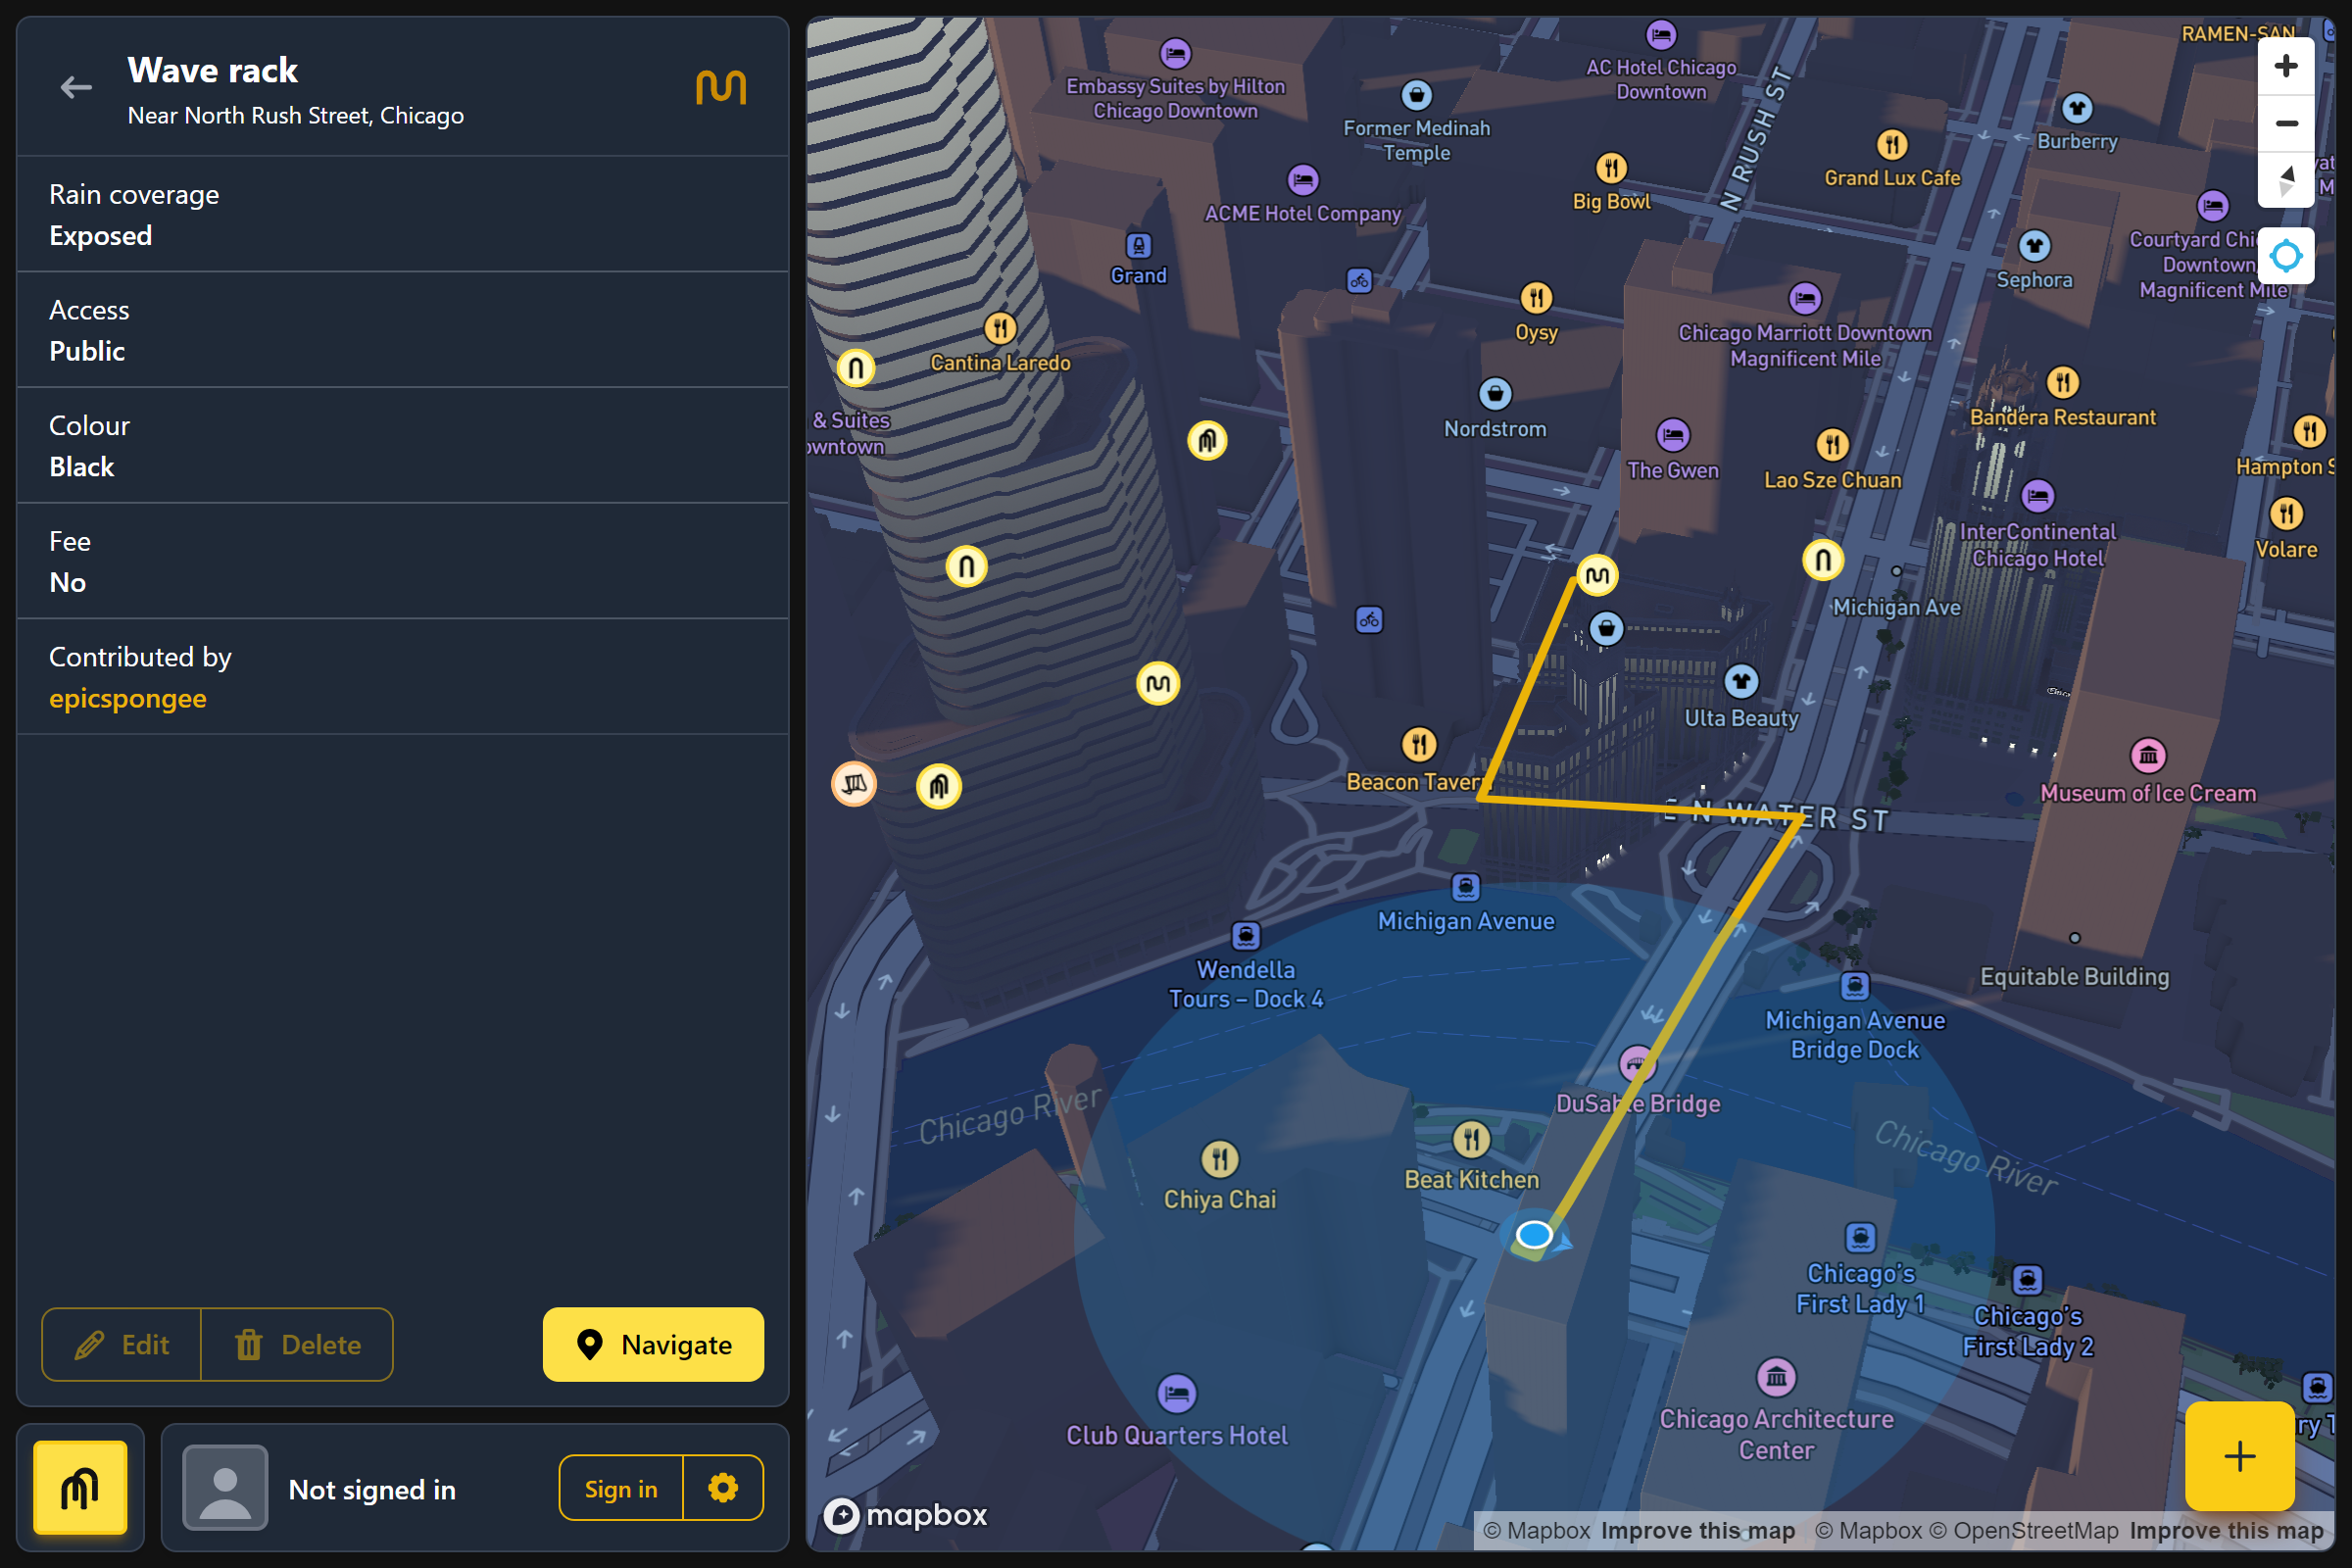 Wave rack
Near North Rush Street, Chicago
Rain coverage
Exposed
Access
Public
Colour
Black
Fee
No
Contributed by
epicspongee
Edit
Delete
Navigate
Not signed in
Sign in
RAMEN-SAN
Embassy Suites by Hilton
Chicago Downtown
AC Hotel Chicago
Downtown
Former Medinah
Temple
N RUSH ST
Burberry
Big Bowl
Grand Lux Cafe
ACME Hotel Company
Grand
Sephora
Courtyard Chi
Downtown
Magnificent Mile
Cantina Laredo
Oysy
Chicago Marriott Downtown
Magnificent Mile
& Suites
owntown
Nordstrom
The Gwen
Lao Sze Chuan
Bandera Restaurant
Hampton S
InterContinental
Chicago Hotel
Volare
Michigan Ave
Ulta Beauty
Beacon Tavern
E N WATER ST
Museum of Ice Cream
Michigan Avenue
Wendella
Tours – Dock 4
Equitable Building
Michigan Avenue
Bridge Dock
Chicago River
DuSable Bridge
Chicago River
Chiya Chai
Beat Kitchen
Chicago's
First Lady 1
Chicago's
First Lady 2
Club Quarters Hotel
Chicago Architecture
Center
ry T
mapbox
© Mapbox Improve this map © Mapbox © OpenStreetMap Improve this map